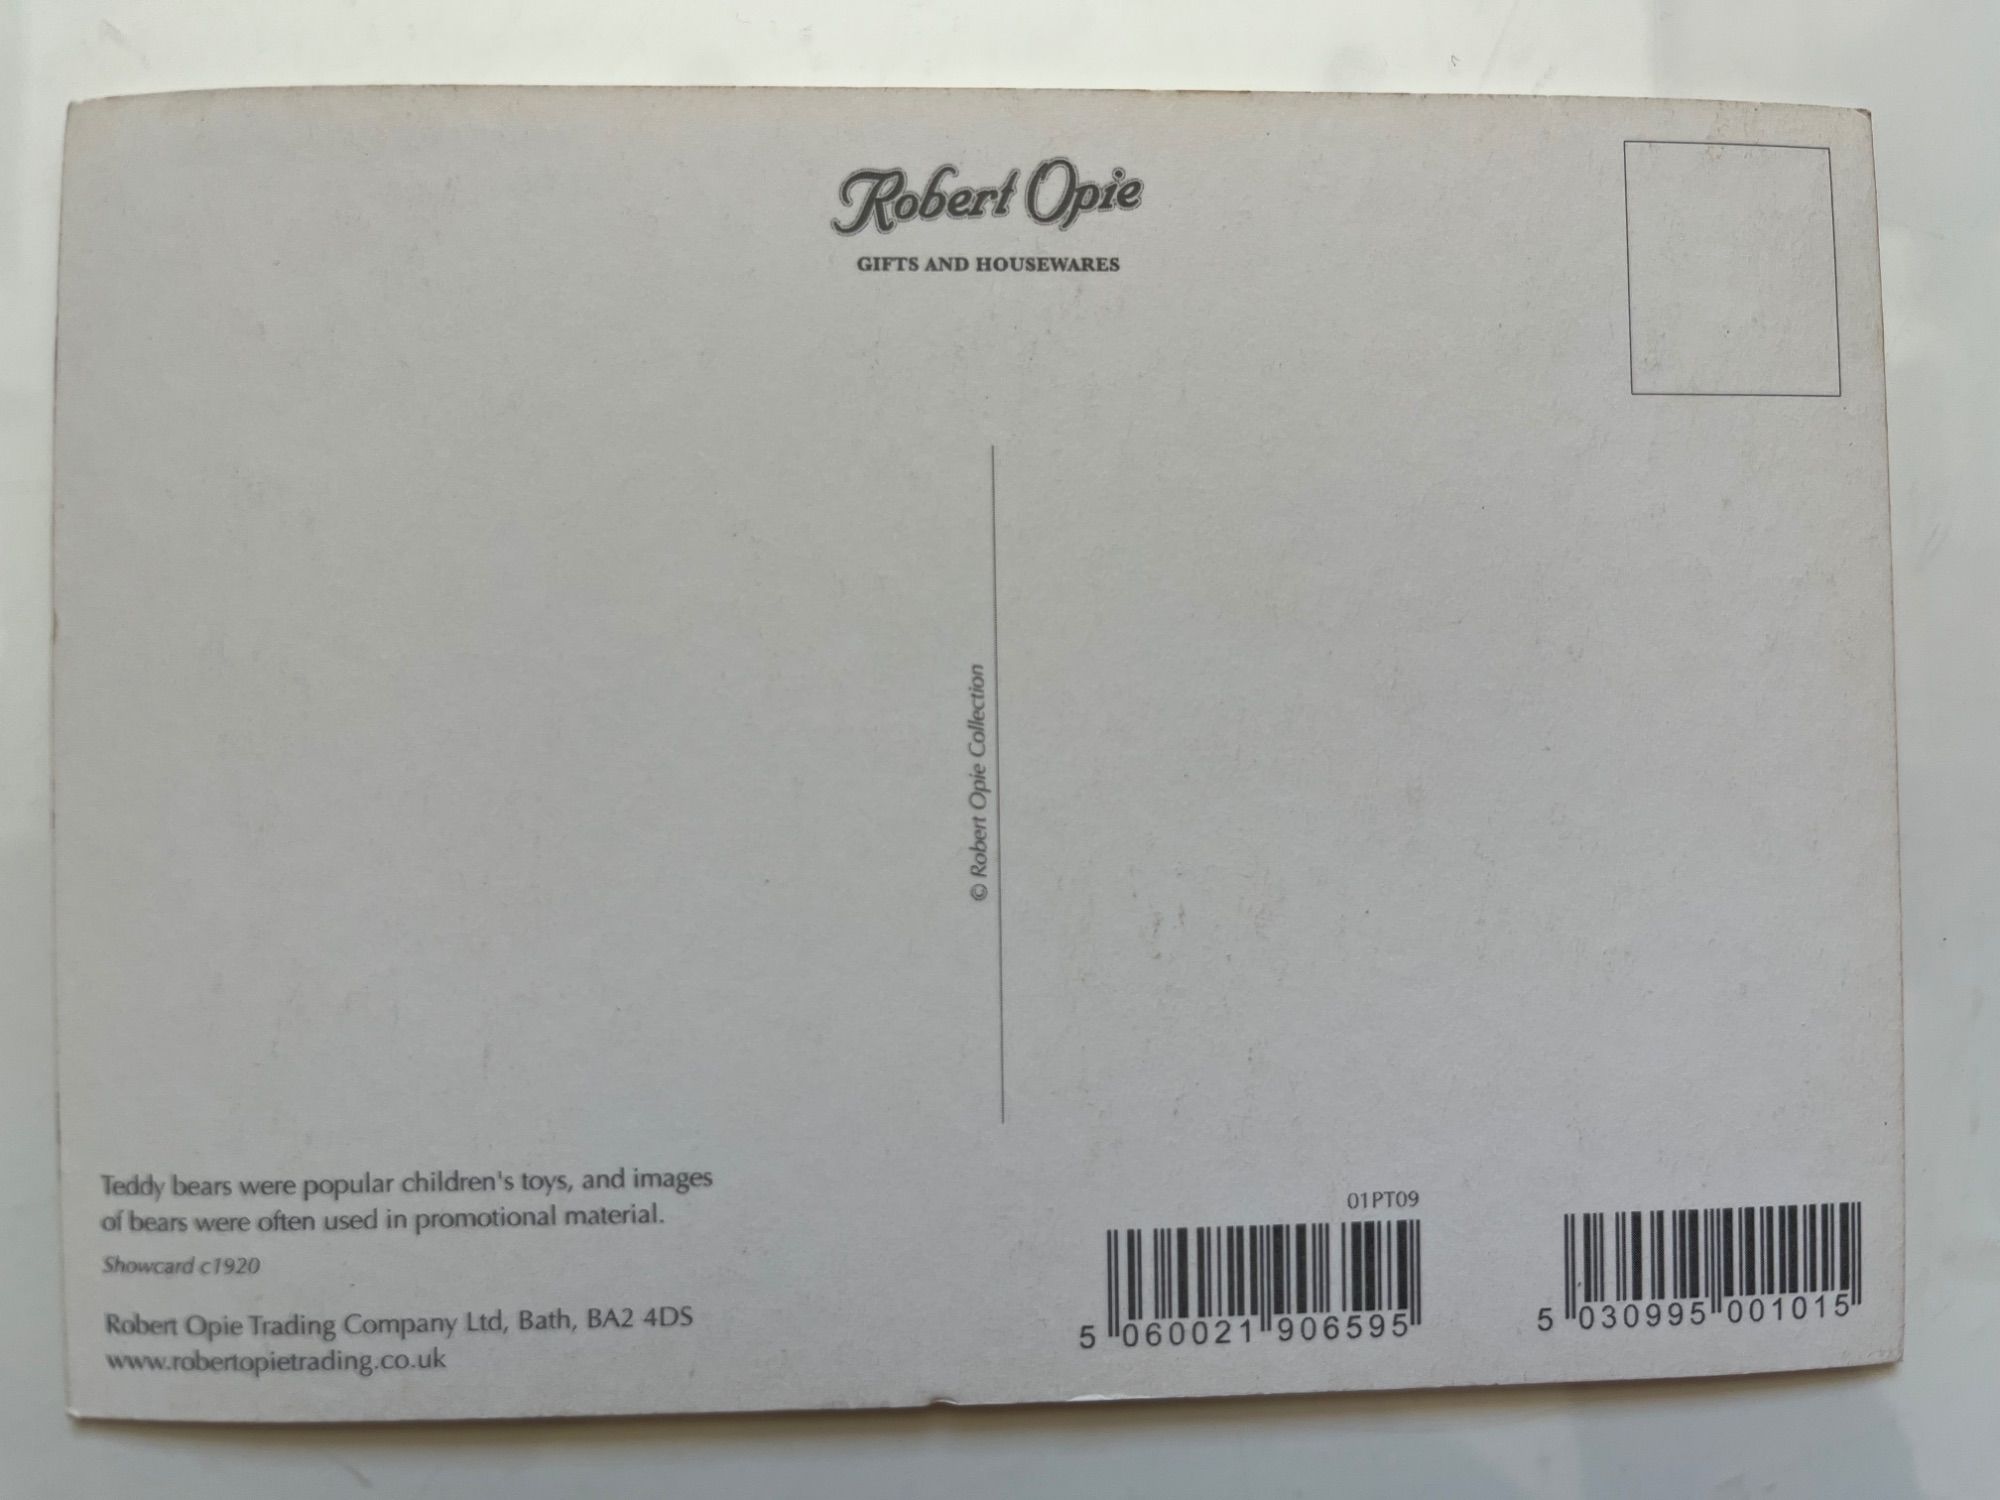 Robert Opie
GIFTS AND HOUSEWARES
© Robert Opie Collection
Teddy bears were popular children's toys, and images
of bears were often used in promotional material.
Showcard c1920
Robert Opie Trading Company Ltd, Bath, BA2 4DS
www.robertopietrading.co.uk
01PT09
5 060021 906595
5 030995 001015